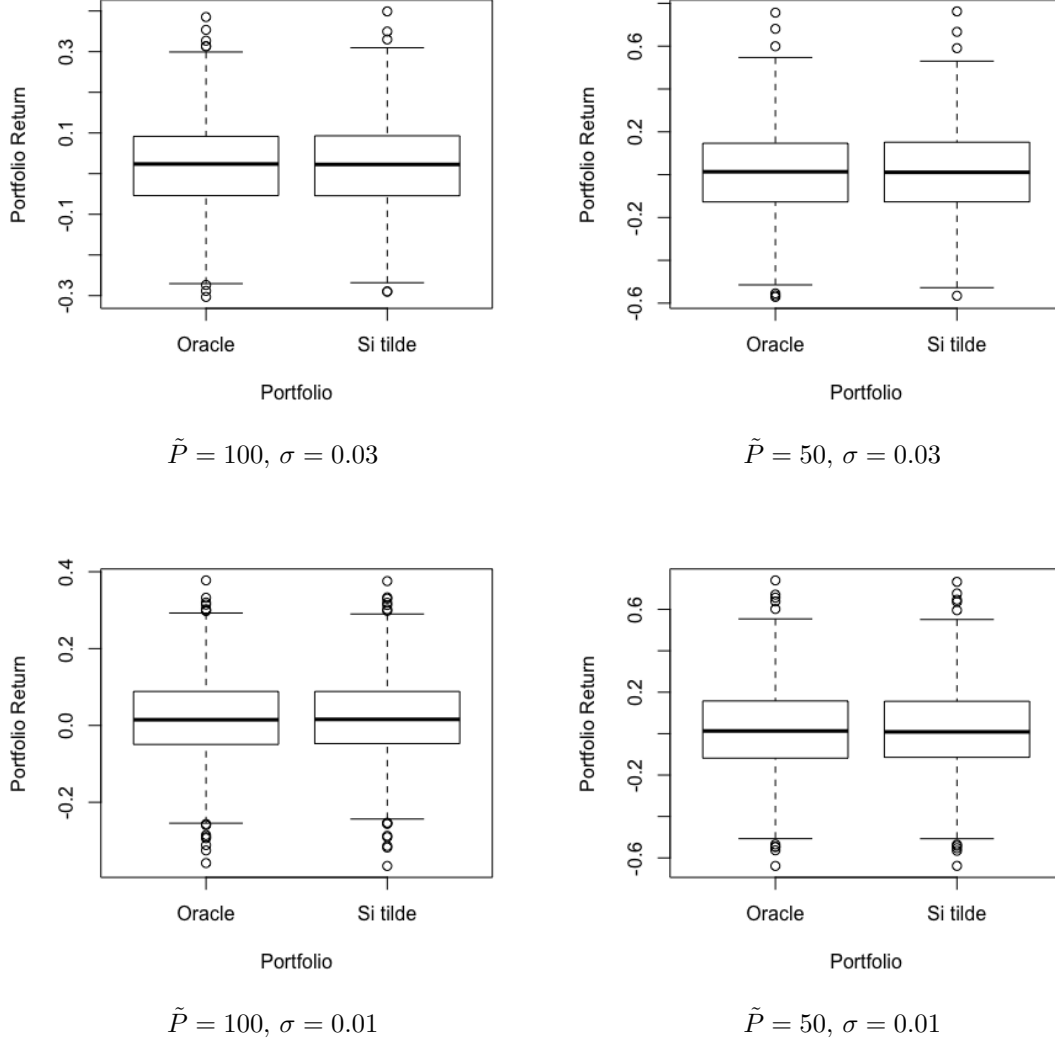 Portfolio Return
0.3
0.1
-0.1
-0.3
Oracle
Si tilde
Portfolio
P̃ = 100, σ = 0.03
Portfolio Return
0.6
0.2
-0.2
-0.6
Oracle
Si tilde
Portfolio
P̃ = 50, σ = 0.03
Portfolio Return
0.4
0.2
0.0
-0.2
Oracle
Si tilde
Portfolio
P̃ = 100, σ = 0.01
Portfolio Return
0.6
0.2
-0.2
-0.6
Oracle
Si tilde
Portfolio
P̃ = 50, σ = 0.01